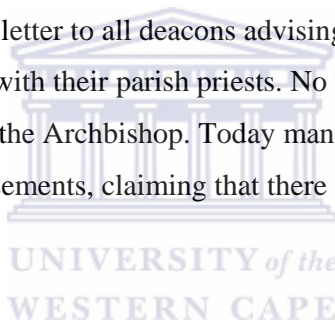 letter to all deacons advising
with their parish priests. No
the Archbishop. Today man
sements, claiming that there
UNIVERSITY of the
WESTERN CAPE